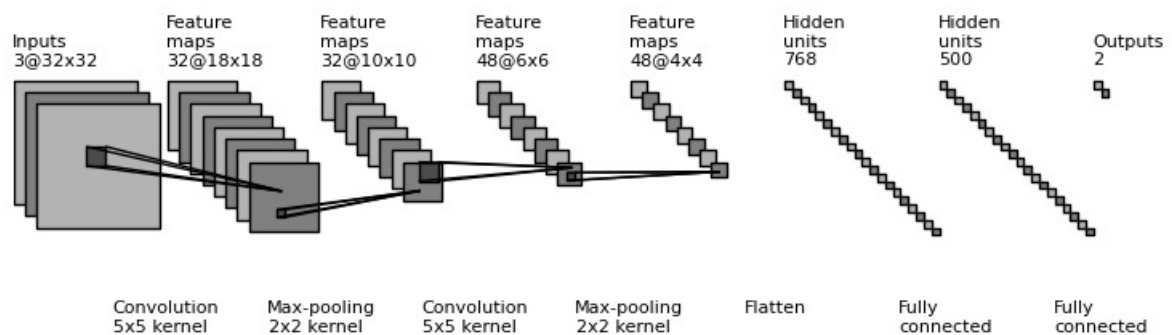 Inputs
3@32x32
Feature
maps
32@18x18
Feature
maps
32@10x10
Feature
maps
48@6x6
Feature
maps
48@4x4
Hidden
units
768
Hidden
units
500
Outputs
2
Convolution
5x5 kernel
Max-pooling
2x2 kernel
Convolution
5x5 kernel
Max-pooling
2x2 kernel
Flatten
Fully
connected
Fully
connected